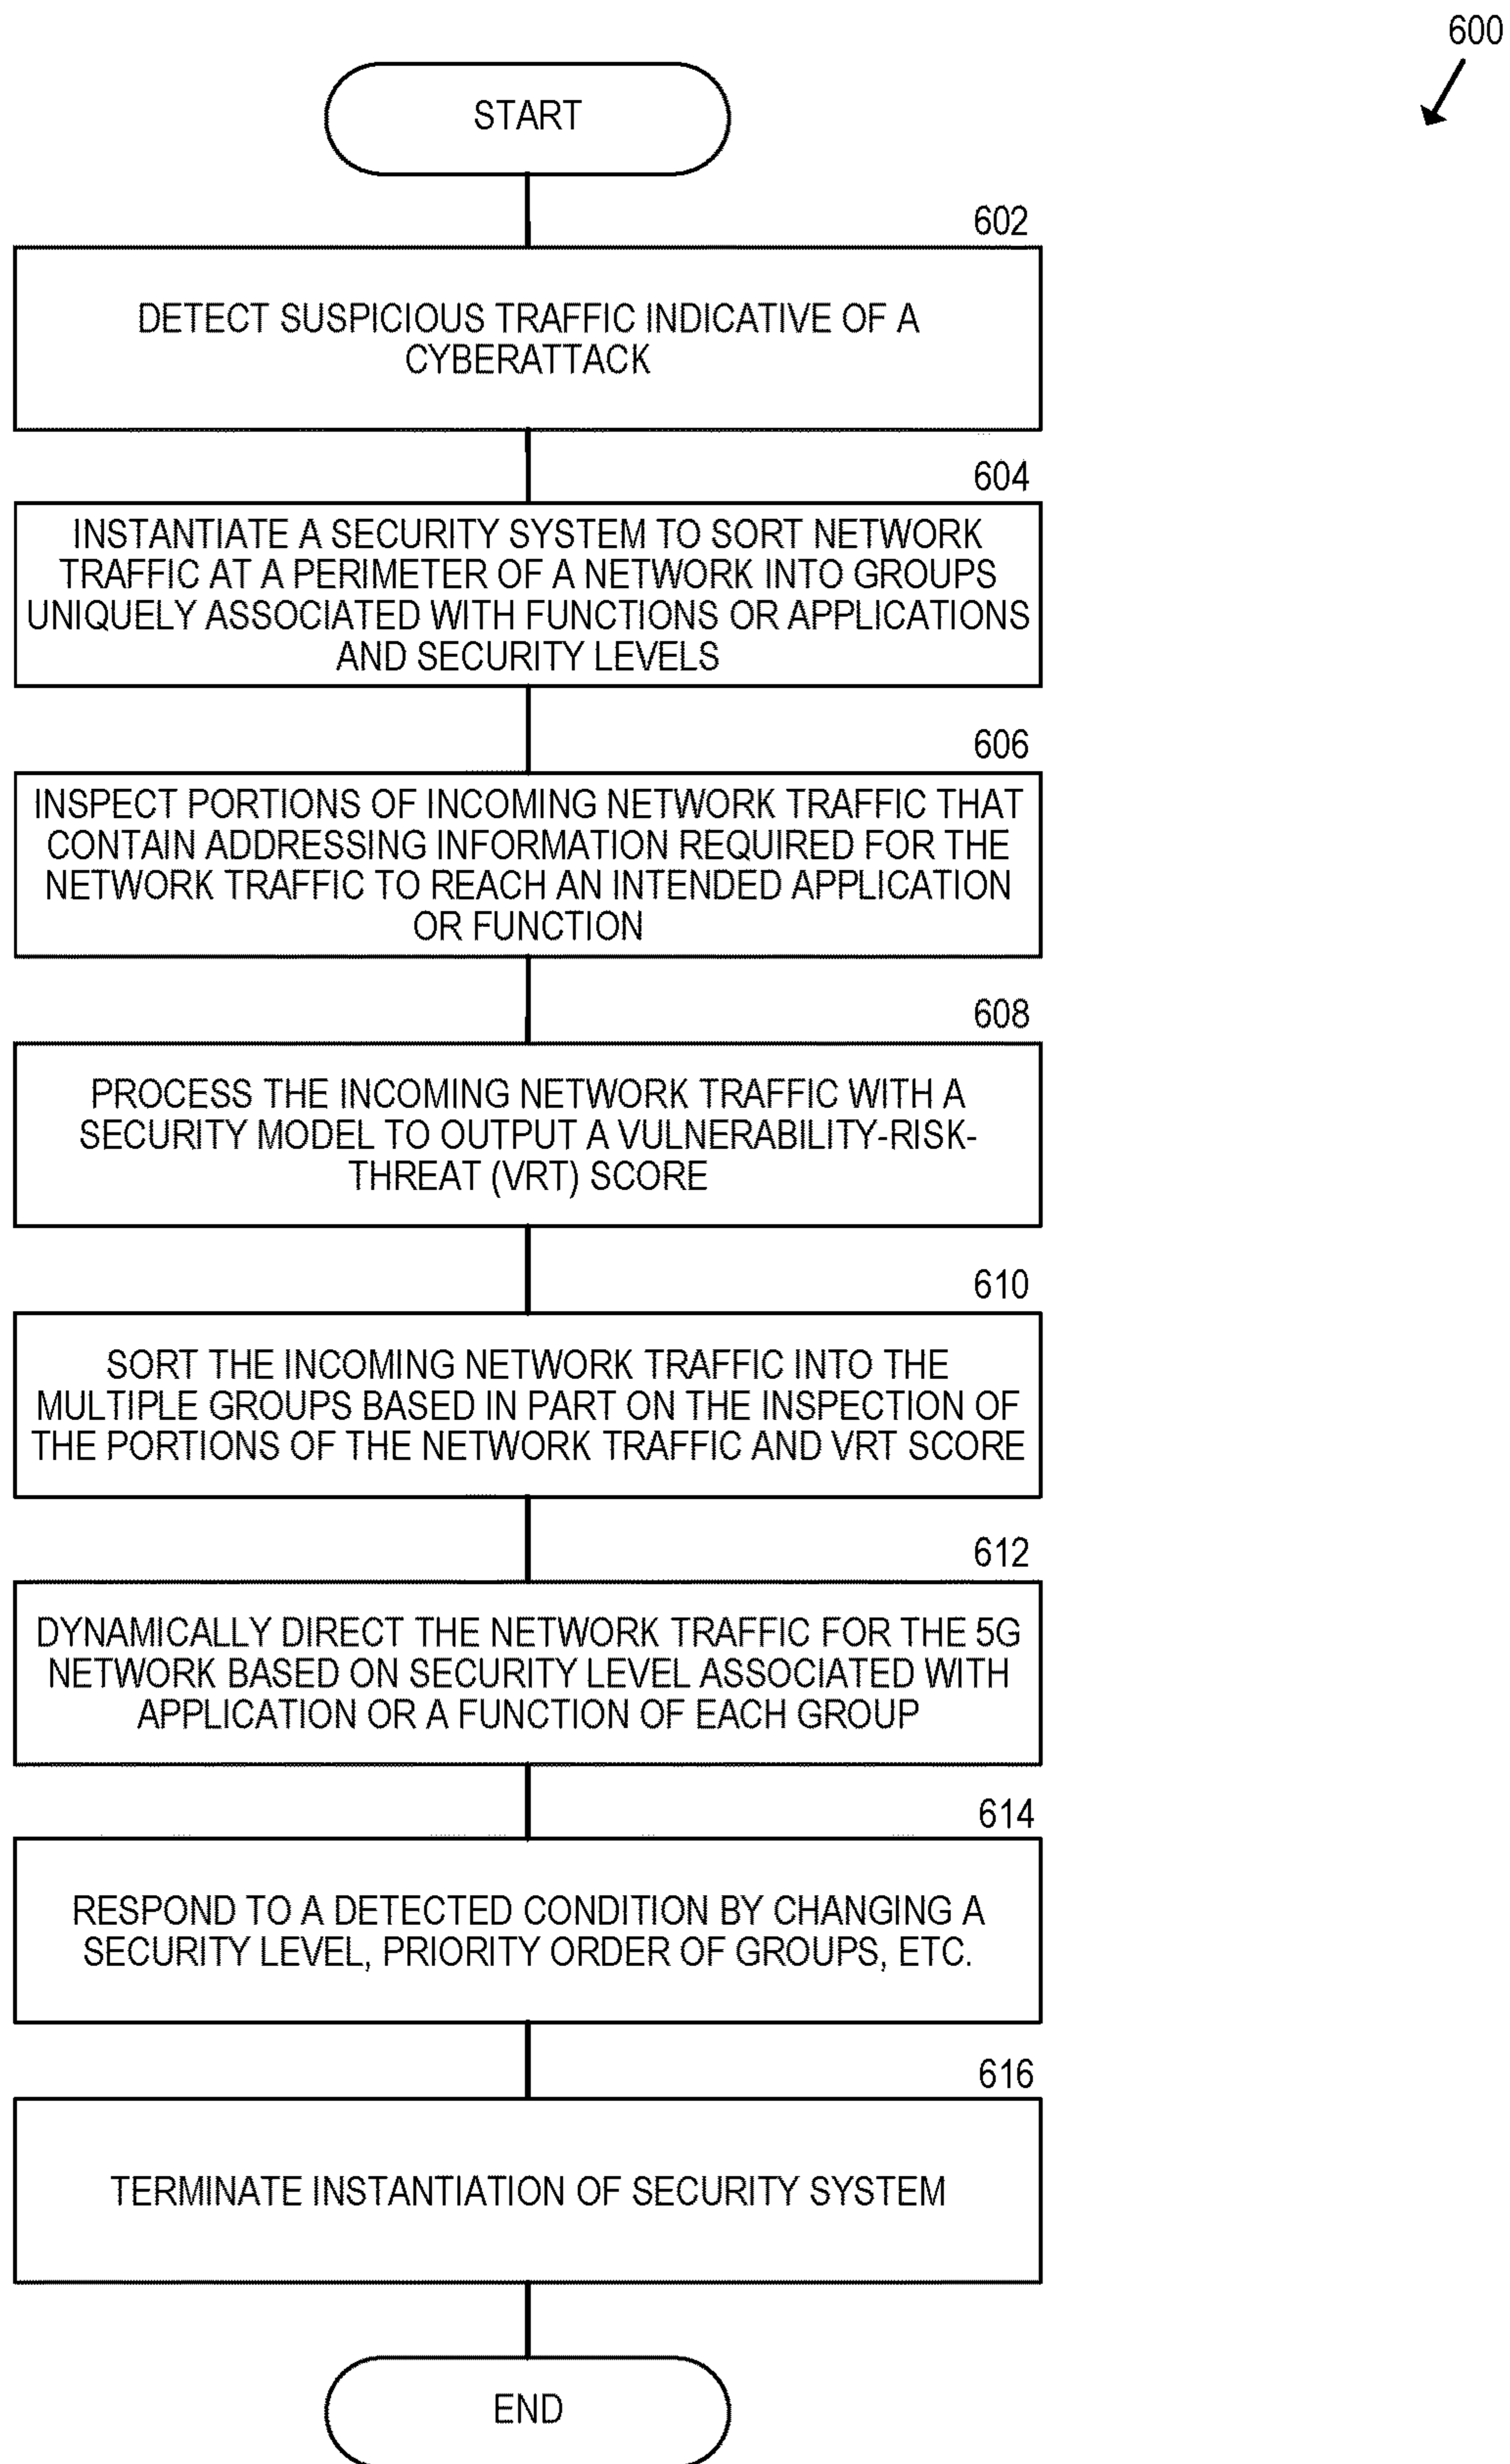 600
START
602
DETECT SUSPICIOUS TRAFFIC INDICATIVE OF A
CYBERATTACK
604
INSTANTIATE A SECURITY SYSTEM TO SORT NETWORK
TRAFFIC AT A PERIMETER OF A NETWORK INTO GROUPS
UNIQUELY ASSOCIATED WITH FUNCTIONS OR APPLICATIONS
AND SECURITY LEVELS
606
INSPECT PORTIONS OF INCOMING NETWORK TRAFFIC THAT
CONTAIN ADDRESSING INFORMATION REQUIRED FOR THE
NETWORK TRAFFIC TO REACH AN INTENDED APPLICATION
OR FUNCTION
608
PROCESS THE INCOMING NETWORK TRAFFIC WITH A
SECURITY MODEL TO OUTPUT A VULNERABILITY-RISK-
THREAT (VRT) SCORE
610
SORT THE INCOMING NETWORK TRAFFIC INTO THE
MULTIPLE GROUPS BASED IN PART ON THE INSPECTION OF
THE PORTIONS OF THE NETWORK TRAFFIC AND VRT SCORE
612
DYNAMICALLY DIRECT THE NETWORK TRAFFIC FOR THE 5G
NETWORK BASED ON SECURITY LEVEL ASSOCIATED WITH
APPLICATION OR A FUNCTION OF EACH GROUP
614
RESPOND TO A DETECTED CONDITION BY CHANGING A
SECURITY LEVEL, PRIORITY ORDER OF GROUPS, ETC.
616
TERMINATE INSTANTIATION OF SECURITY SYSTEM
END